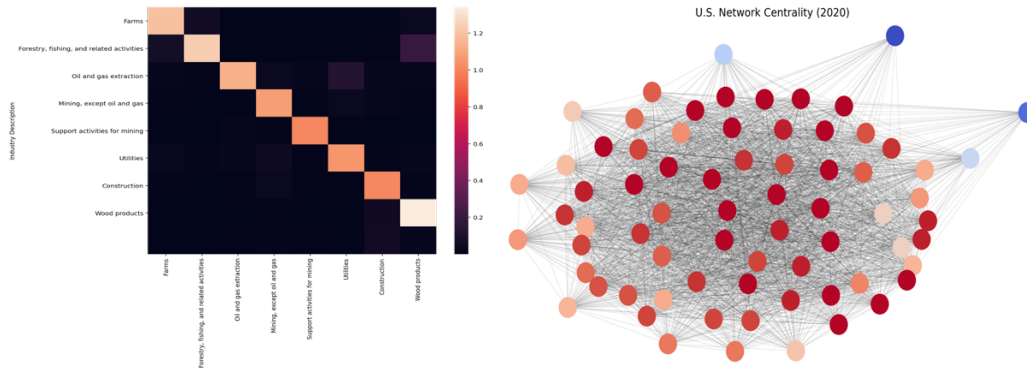 U.S. Network Centrality (2020)
Industry Description
Farms
Forestry, fishing, and related activities
Oil and gas extraction
Mining, except oil and gas
Support activities for mining
Utilities
Construction
Wood products
Farms
Forestry, fishing, and related activities
Oil and gas extraction
Mining, except oil and gas
Support activities for mining
Utilities
Construction
Wood products
1.2
1.0
0.8
0.6
0.4
0.2